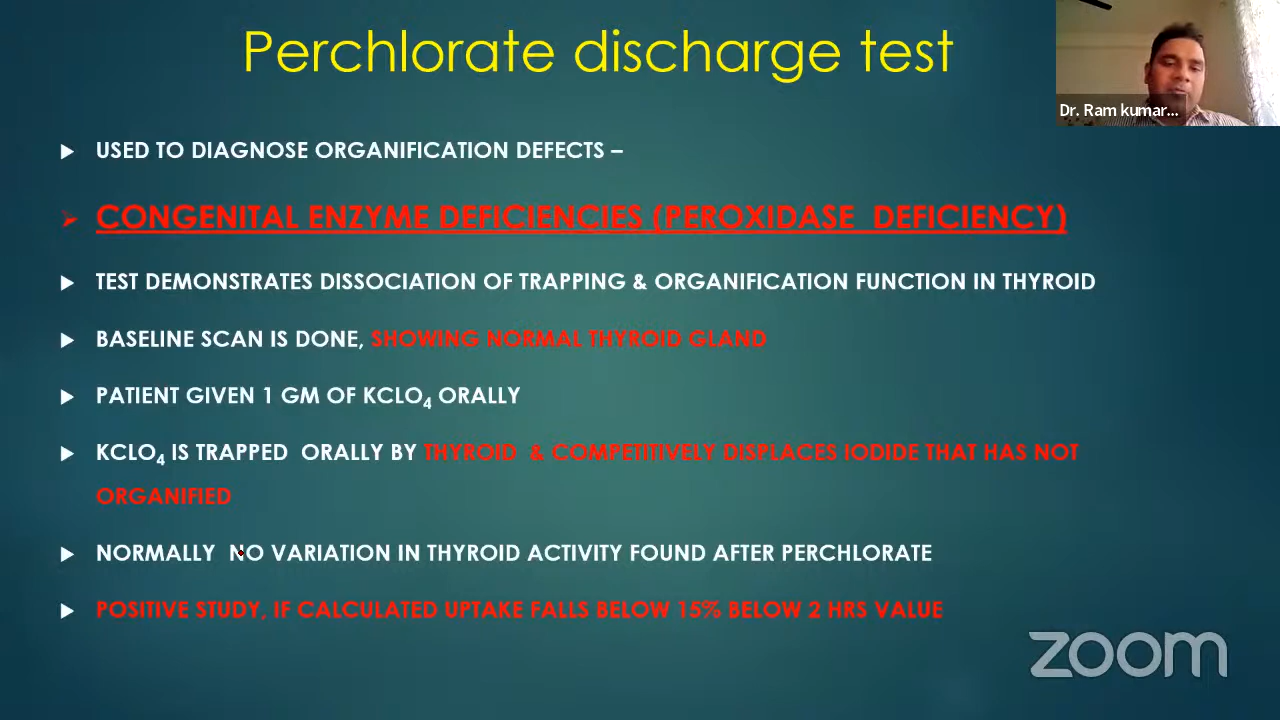 Perchlorate discharge test
Dr. Ram kumar...
USED TO DIAGNOSE ORGANIFICATION DEFECTS –
CONGENITAL ENZYME DEFICIENCIES (PEROXIDASE DEFICIENCY)
TEST DEMONSTRATES DISSOCIATION OF TRAPPING & ORGANIFICATION FUNCTION IN THYROID
BASELINE SCAN IS DONE, SHOWING NORMAL THYROID GLAND
PATIENT GIVEN 1 GM OF KCLO₄ ORALLY
KCLO₄ IS TRAPPED ORALLY BY THYROID & COMPETITIVELY DISPLACES IODIDE THAT HAS NOT
ORGANIFIED
NORMALLY NO VARIATION IN THYROID ACTIVITY FOUND AFTER PERCHLORATE
POSITIVE STUDY, IF CALCULATED UPTAKE FALLS BELOW 15% BELOW 2 HRS VALUE
zoom